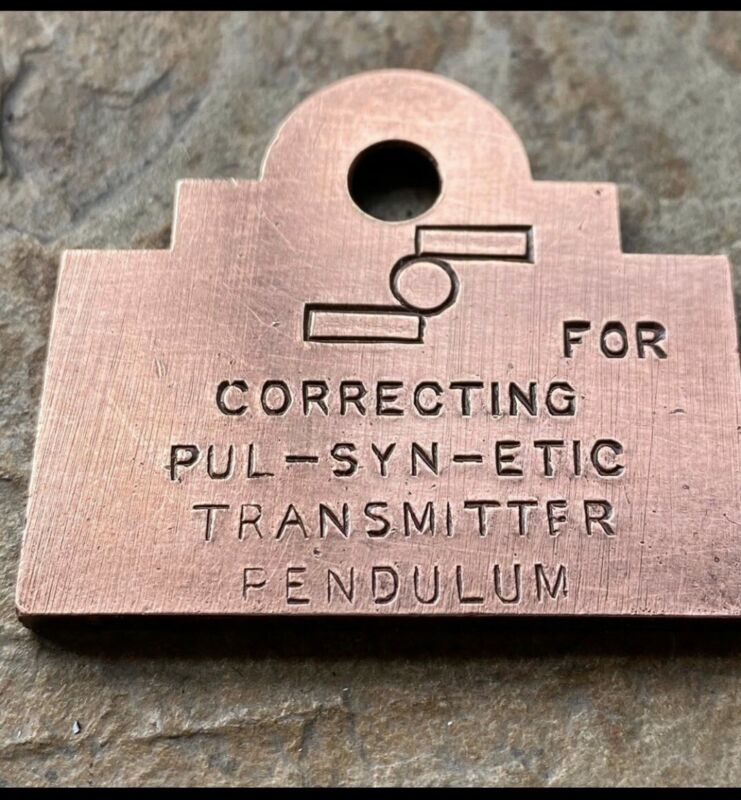 FOR
CORRECTING
PUL-SYN-ETIC
TRANSMITTER
PENDULUM